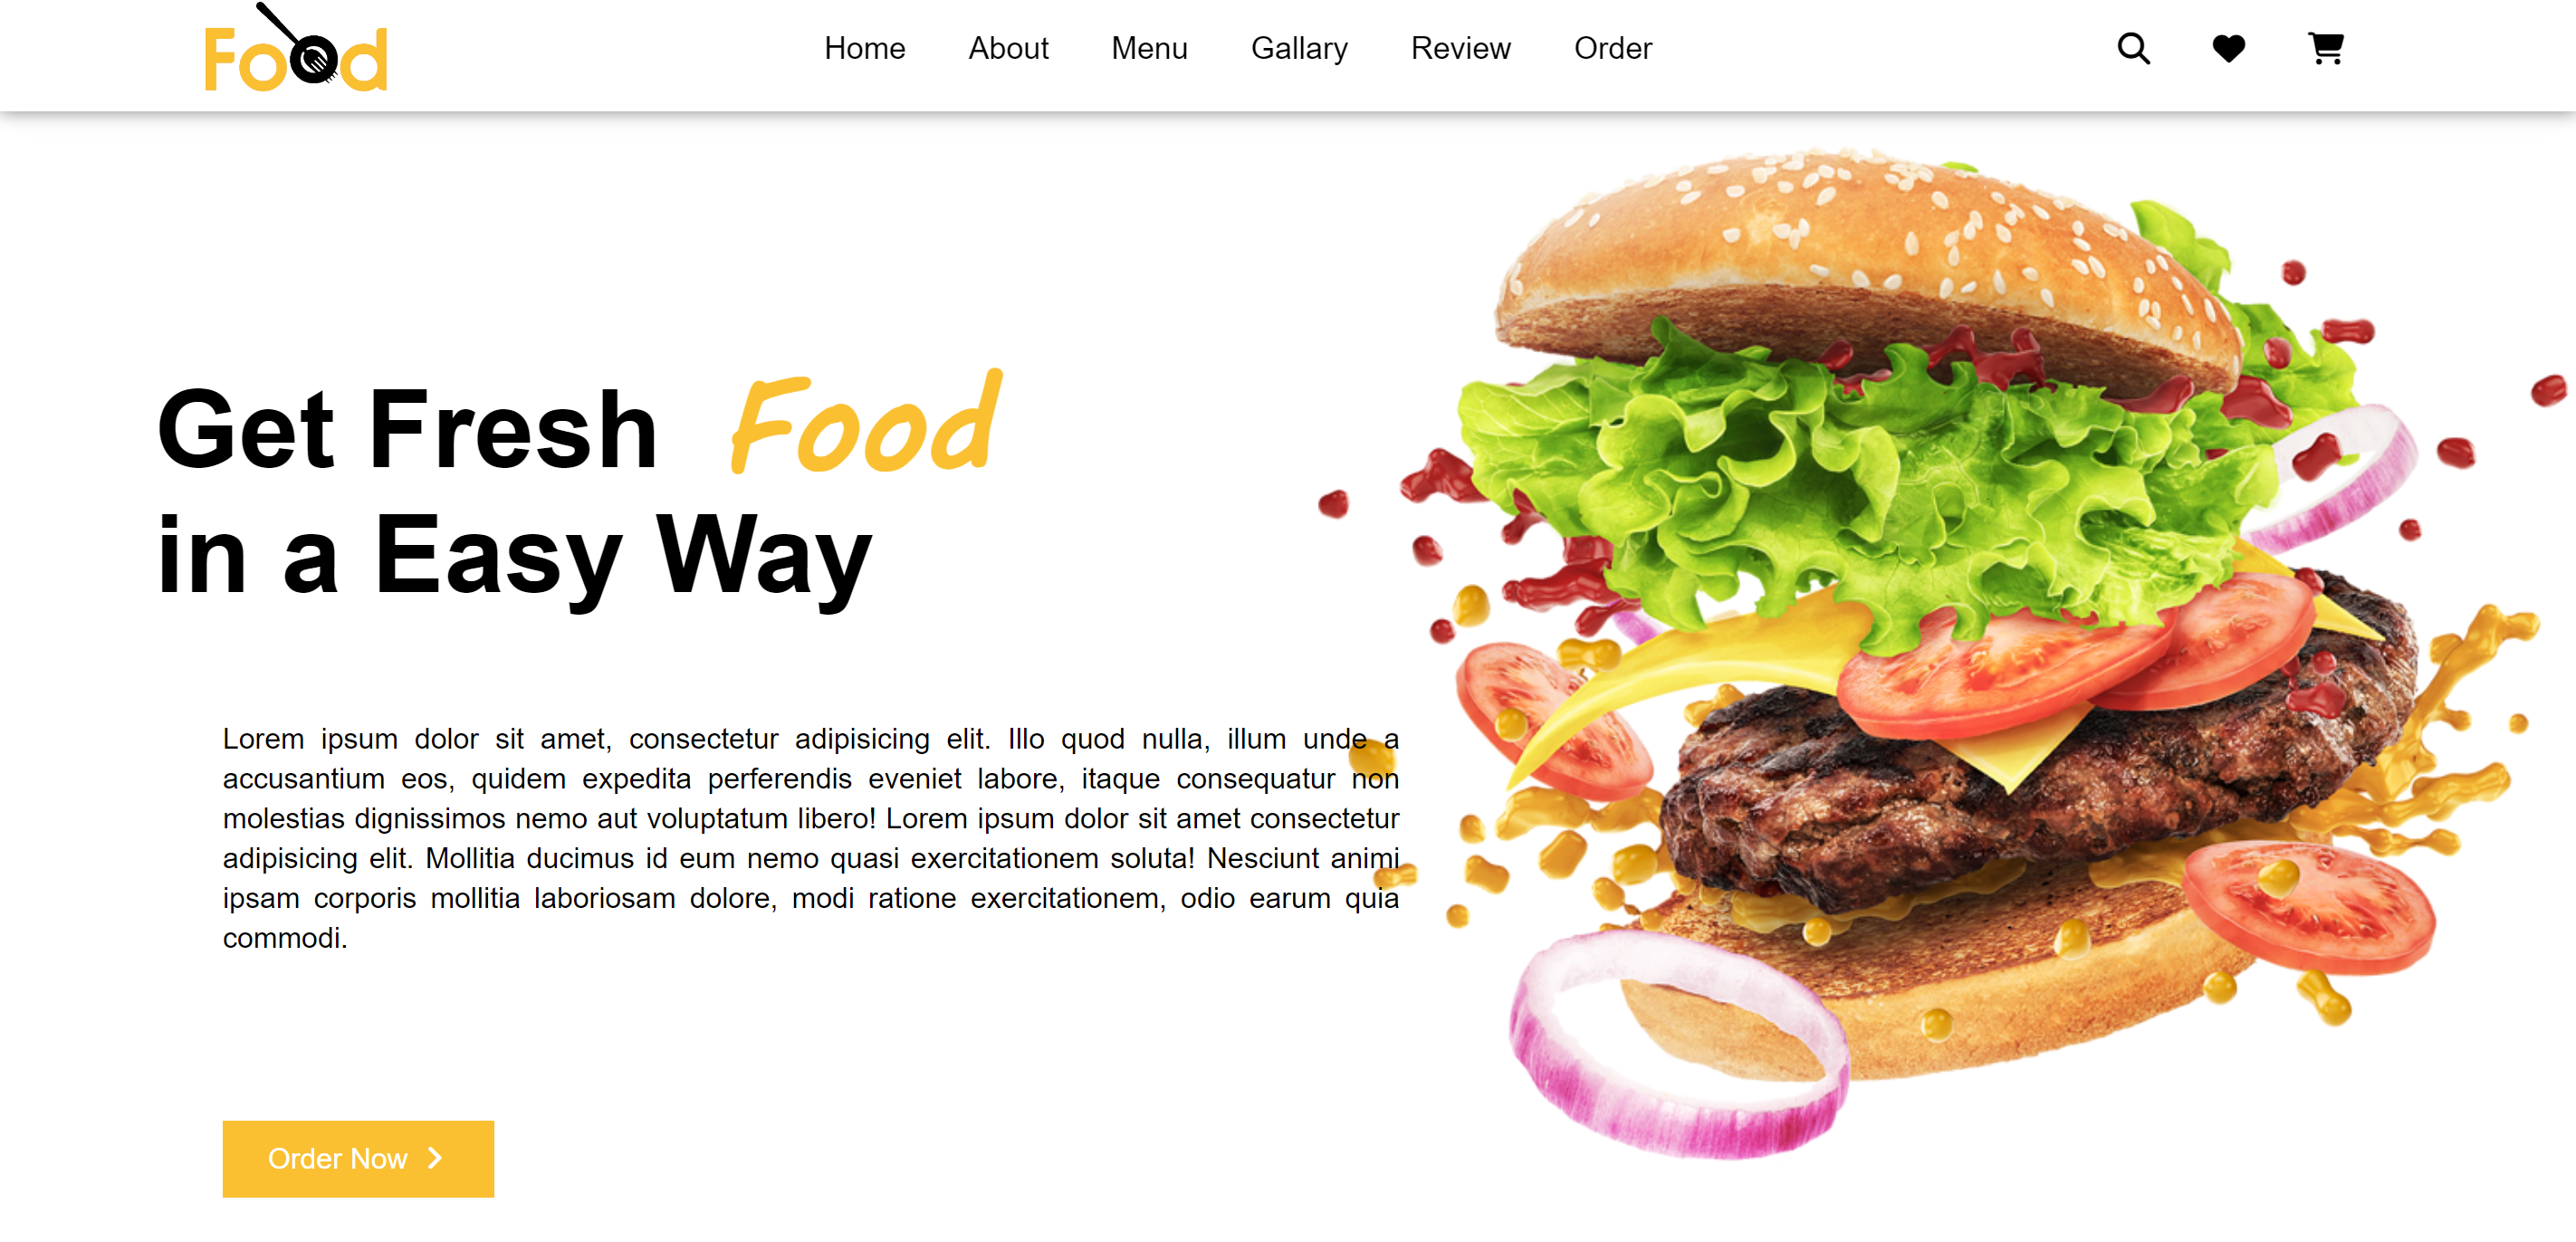 Food
Home About Menu Gallary Review Order
Get Fresh Food
in a Easy Way
Lorem ipsum dolor sit amet, consectetur adipisicing elit. Illo quod nulla, illum unde a
accusantium eos, quidem expedita perferendis eveniet labore, itaque consequatur non
molestias dignissimos nemo aut voluptatum libero! Lorem ipsum dolor sit amet consectetur
adipisicing elit. Mollitia ducimus id eum nemo quasi exercitationem soluta! Nesciunt animi
ipsam corporis mollitia laboriosam dolore, modi ratione exercitationem, odio earum quia
commodi.
Order Now